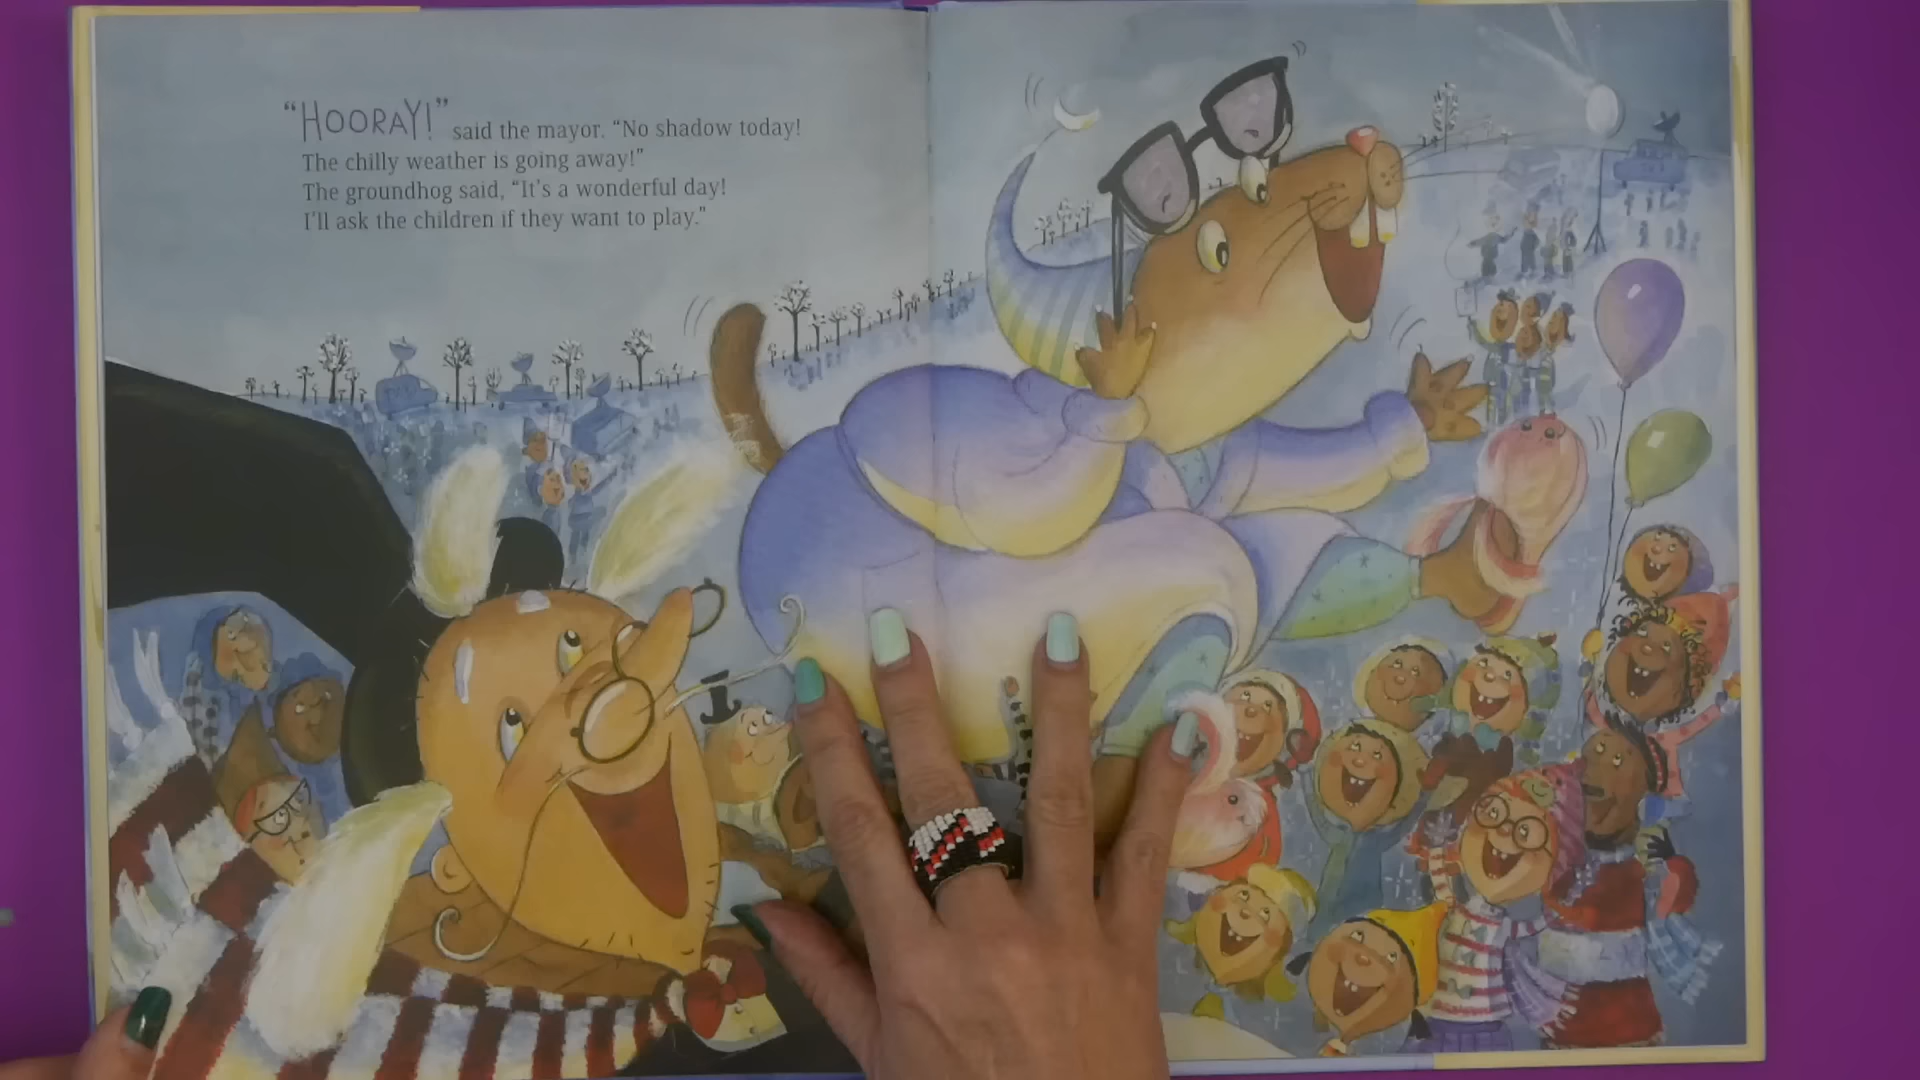 “HOORAY!” said the mayor. “No shadow today!
The chilly weather is going away!”
The groundhog said, “It’s a wonderful day!
I’ll ask the children if they want to play.”